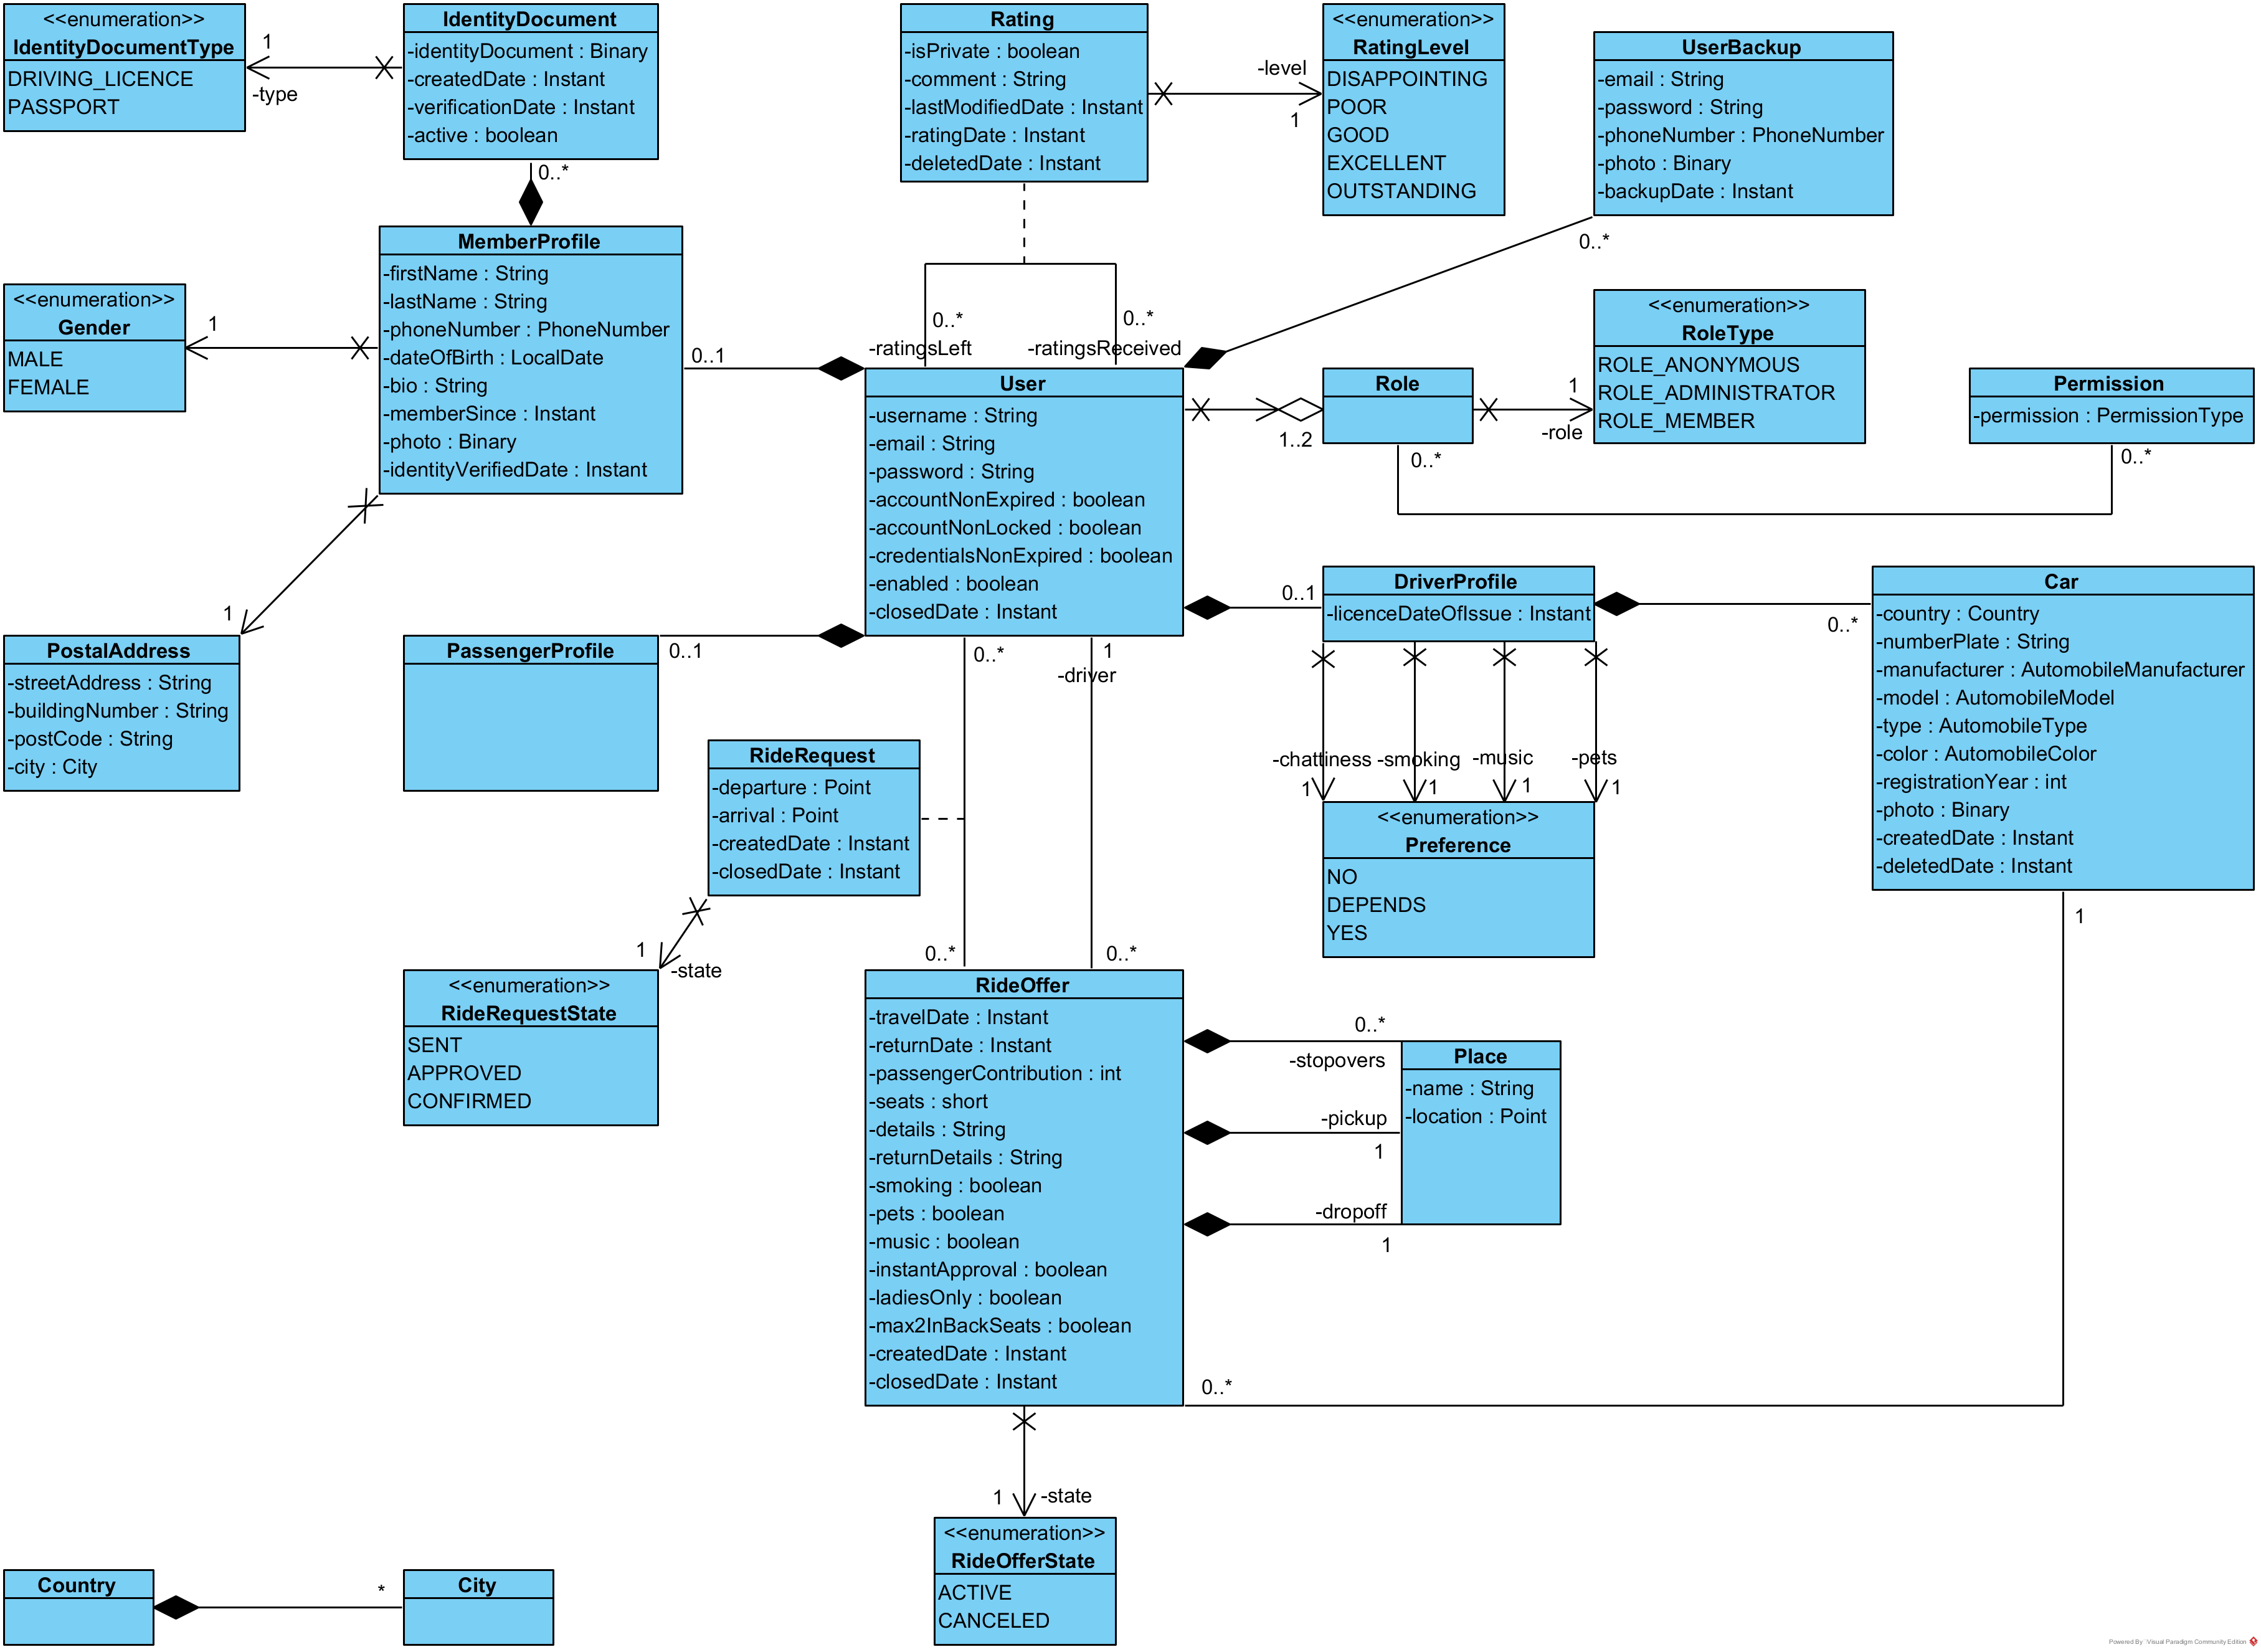 <<enumeration>>
IdentityDocumentType
DRIVING_LICENCE
PASSPORT
1
-type
IdentityDocument
-identityDocument : Binary
-createdDate : Instant
-verificationDate : Instant
-active : boolean
0..*
Rating
-isPrivate : boolean
-comment : String
-lastModifiedDate : Instant
-ratingDate : Instant
-deletedDate : Instant
-level
1
<<enumeration>>
RatingLevel
DISAPPOINTING
POOR
GOOD
EXCELLENT
OUTSTANDING
UserBackup
-email : String
-password : String
-phoneNumber : PhoneNumber
-photo : Binary
-backupDate : Instant
0..*
<<enumeration>>
Gender
MALE
FEMALE
1
MemberProfile
-firstName : String
-lastName : String
-phoneNumber : PhoneNumber
-dateOfBirth : LocalDate
-bio : String
-memberSince : Instant
-photo : Binary
-identityVerifiedDate : Instant
0..1
0..*
-ratingsLeft
0..*
-ratingsReceived
User
-username : String
-email : String
-password : String
-accountNonExpired : boolean
-accountNonLocked : boolean
-credentialsNonExpired : boolean
-enabled : boolean
-closedDate : Instant
1..2
Role
0..*
1
-role
<<enumeration>>
RoleType
ROLE_ANONYMOUS
ROLE_ADMINISTRATOR
ROLE_MEMBER
Permission
-permission : PermissionType
0..*
1
PostalAddress
-streetAddress : String
-buildingNumber : String
-postCode : String
-city : City
PassengerProfile
0..1
0..*
1
-driver
0..1
DriverProfile
-licenceDateOfIssue : Instant
0..*
Car
-country : Country
-numberPlate : String
-manufacturer : AutomobileManufacturer
-model : AutomobileModel
-type : AutomobileType
-color : AutomobileColor
-registrationYear : int
-photo : Binary
-createdDate : Instant
-deletedDate : Instant
1
RideRequest
-departure : Point
-arrival : Point
-createdDate : Instant
-closedDate : Instant
-chattiness
1
-smoking
1
-music
1
-pets
1
<<enumeration>>
Preference
NO
DEPENDS
YES
1
-state
<<enumeration>>
RideRequestState
SENT
APPROVED
CONFIRMED
0..*
0..*
RideOffer
-travelDate : Instant
-returnDate : Instant
-passengerContribution : int
-seats : short
-details : String
-returnDetails : String
-smoking : boolean
-pets : boolean
-music : boolean
-instantApproval : boolean
-ladiesOnly : boolean
-max2InBackSeats : boolean
-createdDate : Instant
-closedDate : Instant
0..*
-stopovers
-pickup
1
-dropoff
1
Place
-name : String
-location : Point
0..*
1
-state
<<enumeration>>
RideOfferState
ACTIVE
CANCELED
Country
*
City
Powered By Visual Paradigm Community Edition